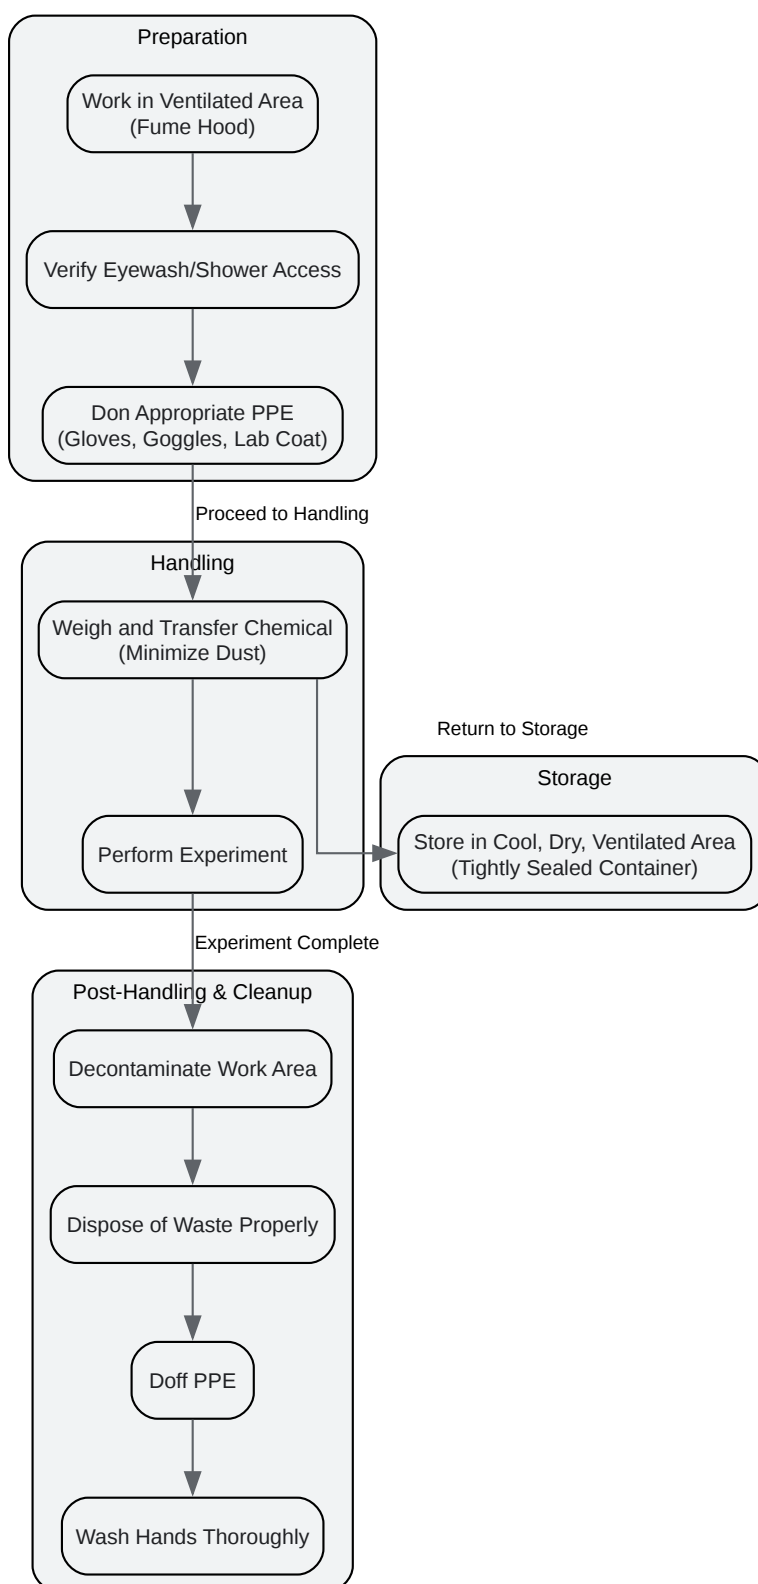 Preparation
Work in Ventilated Area
(Fume Hood)
Verify Eyewash/Shower Access
Don Appropriate PPE
(Gloves, Goggles, Lab Coat)
Proceed to Handling
Handling
Weigh and Transfer Chemical
(Minimize Dust)
Return to Storage
Storage
Perform Experiment
Store in Cool, Dry, Ventilated Area
(Tightly Sealed Container)
Experiment Complete
Post-Handling & Cleanup
Decontaminate Work Area
Dispose of Waste Properly
Doff PPE
Wash Hands Thoroughly